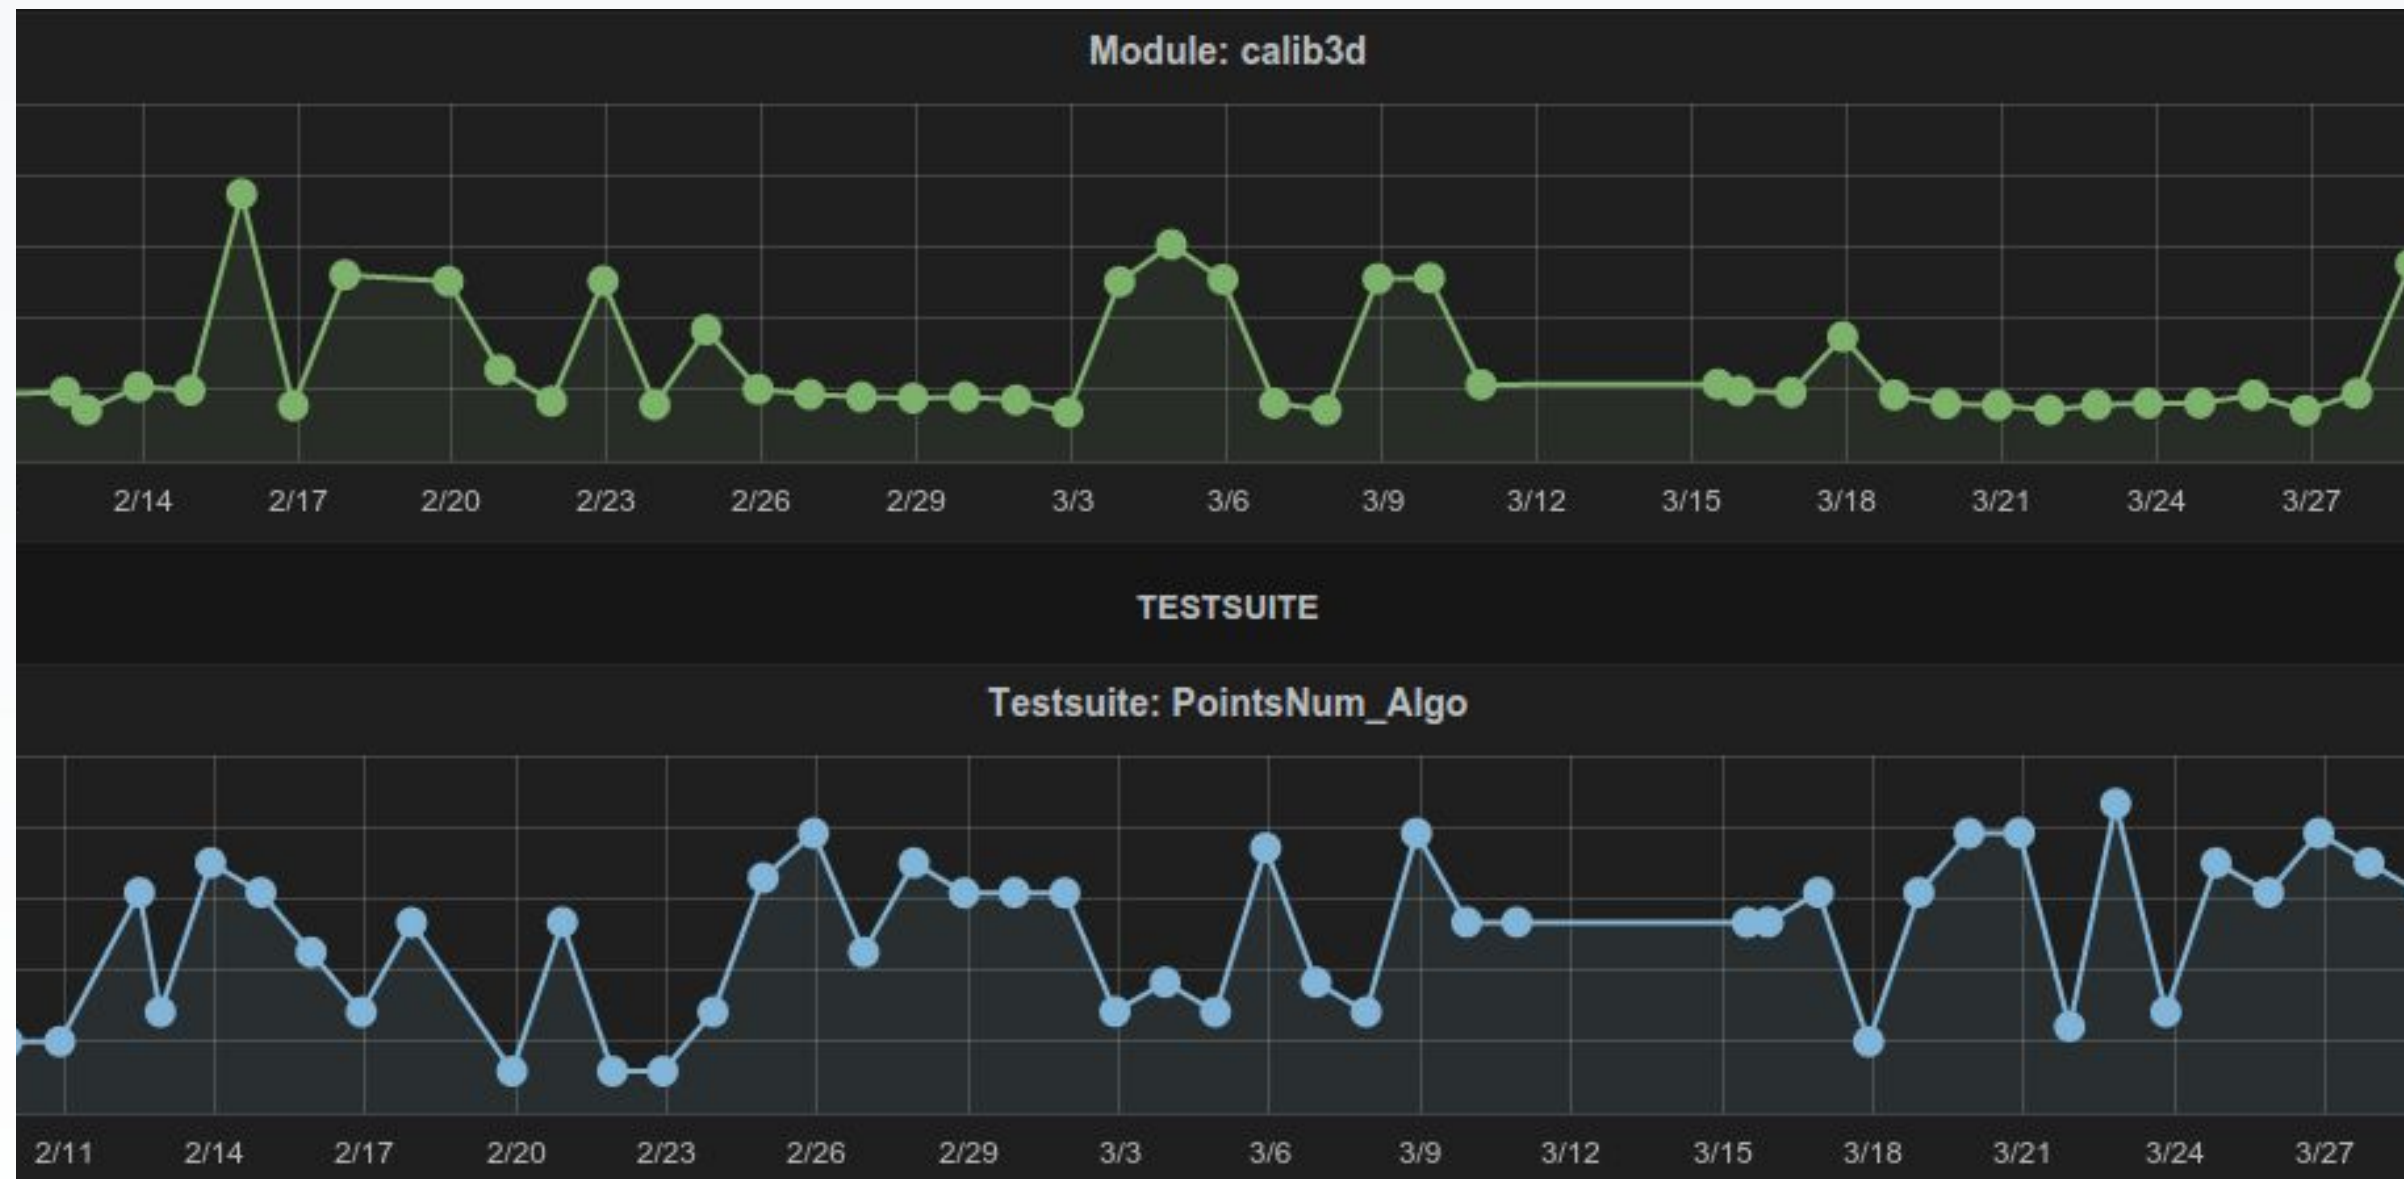 Module: calib3d
2/14 2/17 2/20 2/23 2/26 2/29 3/3 3/6 3/9 3/12 3/15 3/18 3/21 3/24 3/27
TESTSUITE
Testsuite: PointsNum_Algo
2/11 2/14 2/17 2/20 2/23 2/26 2/29 3/3 3/6 3/9 3/12 3/15 3/18 3/21 3/24 3/27